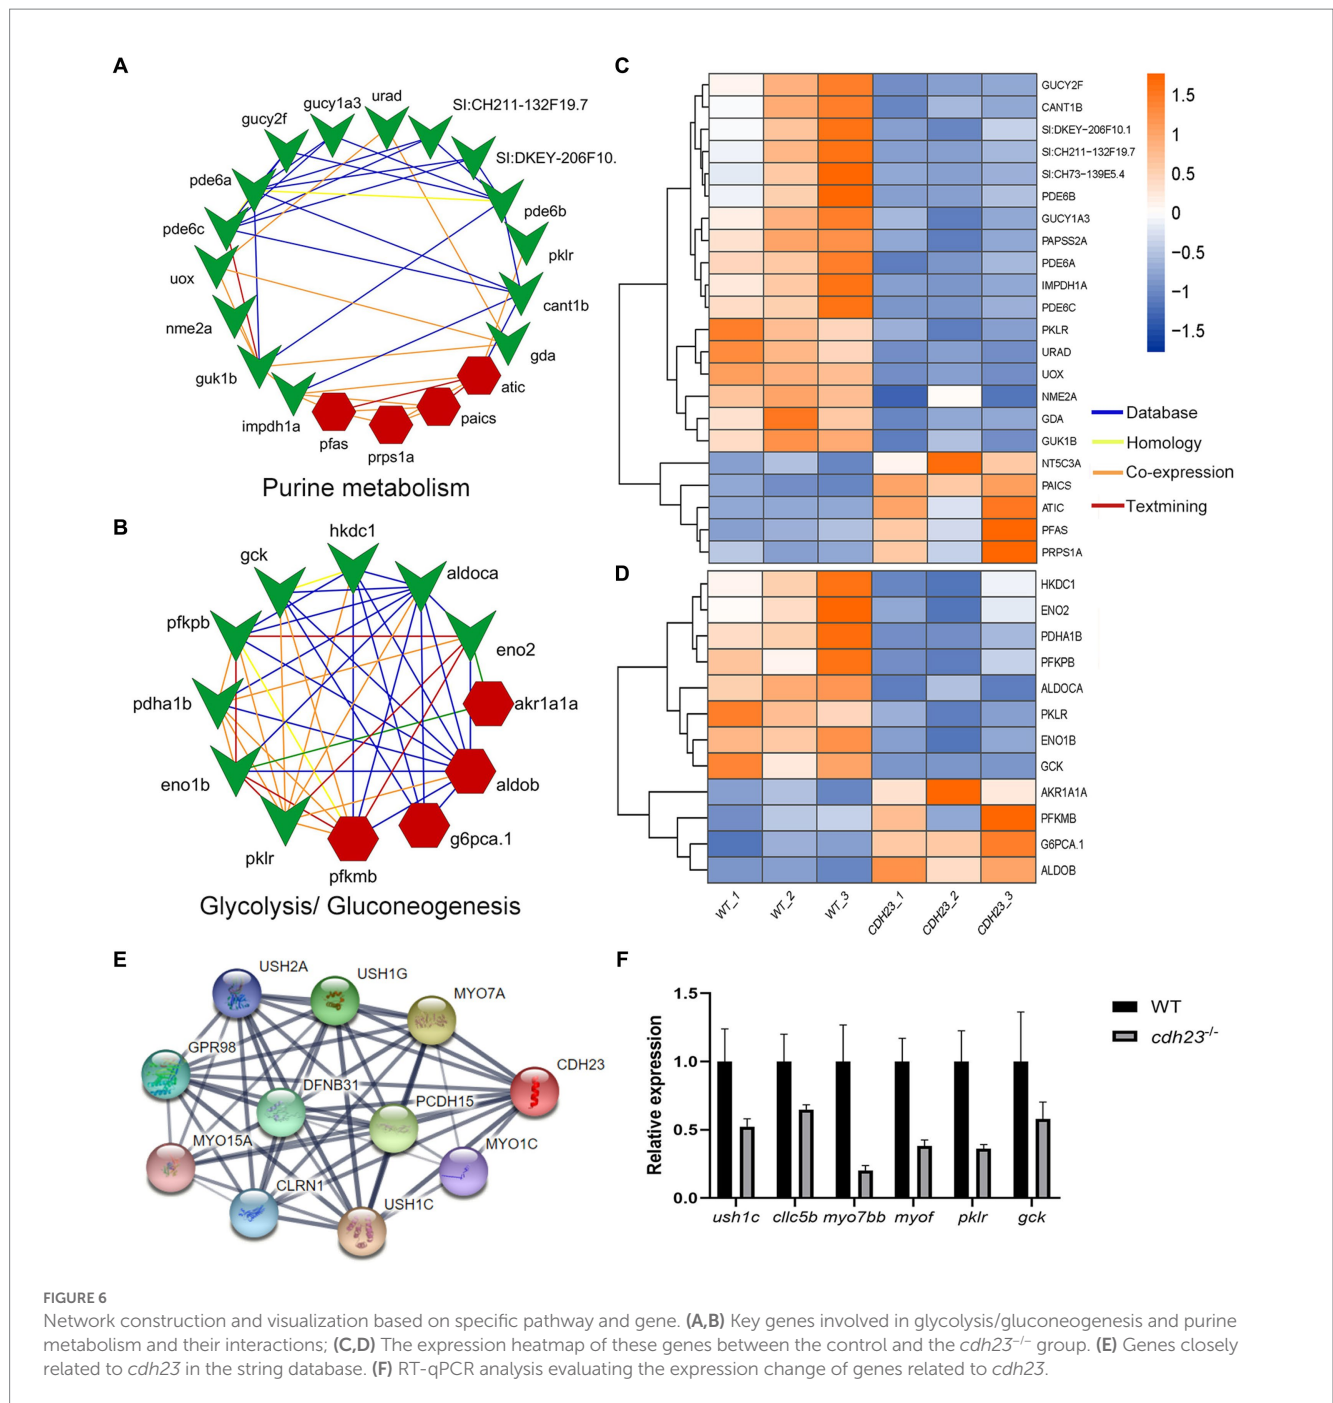 A
urad
gucy1a3
SI:CH211-132F19.7
gucy2f
SI:DKEY-206F10.
pde6a
pde6b
pde6c
pklr
uox
cant1b
nme2a
gda
guk1b
atic
impdh1a
paics
pfas
prps1a
Purine metabolism
B
hkdc1
gck
aldoca
pfkpb
eno2
pdha1b
akr1a1a
eno1b
aldob
g6pca.1
pklr
pfkmb
Glycolysis/ Gluconeogenesis
C
GUCY2F
CANT1B
SI:DKEY-206F10.1
SI:CH211-132F19.7
SI:CH73-139E5.4
PDE6B
GUCY1A3
PAPSS2A
PDE6A
IMPDH1A
PDE6C
PKLR
URAD
UOX
NME2A
GDA
GUK1B
NT5C3A
PAICS
ATIC
PFAS
PRPS1A
1.5
1
0.5
0
−0.5
−1
−1.5
Database
Homology
Co-expression
Textmining
D
HKDC1
ENO2
PDHA1B
PFKPB
ALDOCA
PKLR
ENO1B
GCK
AKR1A1A
PFKMB
G6PCA.1
ALDOB
WT_1
WT_2
WT_3
CDH23_1
CDH23_2
CDH23_3
E
USH2A
USH1G
MYO7A
GPR98
CDH23
DFNB31
PCDH15
MYO15A
MYO1C
CLRN1
USH1C
F
Relative expression
1.5
1.0
0.5
0.0
ush1c cllc5b myo7bb myof pklr gck
WT
cdh23-/-
FIGURE 6
Network construction and visualization based on specific pathway and gene. (A,B) Key genes involved in glycolysis/gluconeogenesis and purine
metabolism and their interactions; (C,D) The expression heatmap of these genes between the control and the cdh23−/− group. (E) Genes closely
related to cdh23 in the string database. (F) RT-qPCR analysis evaluating the expression change of genes related to cdh23.